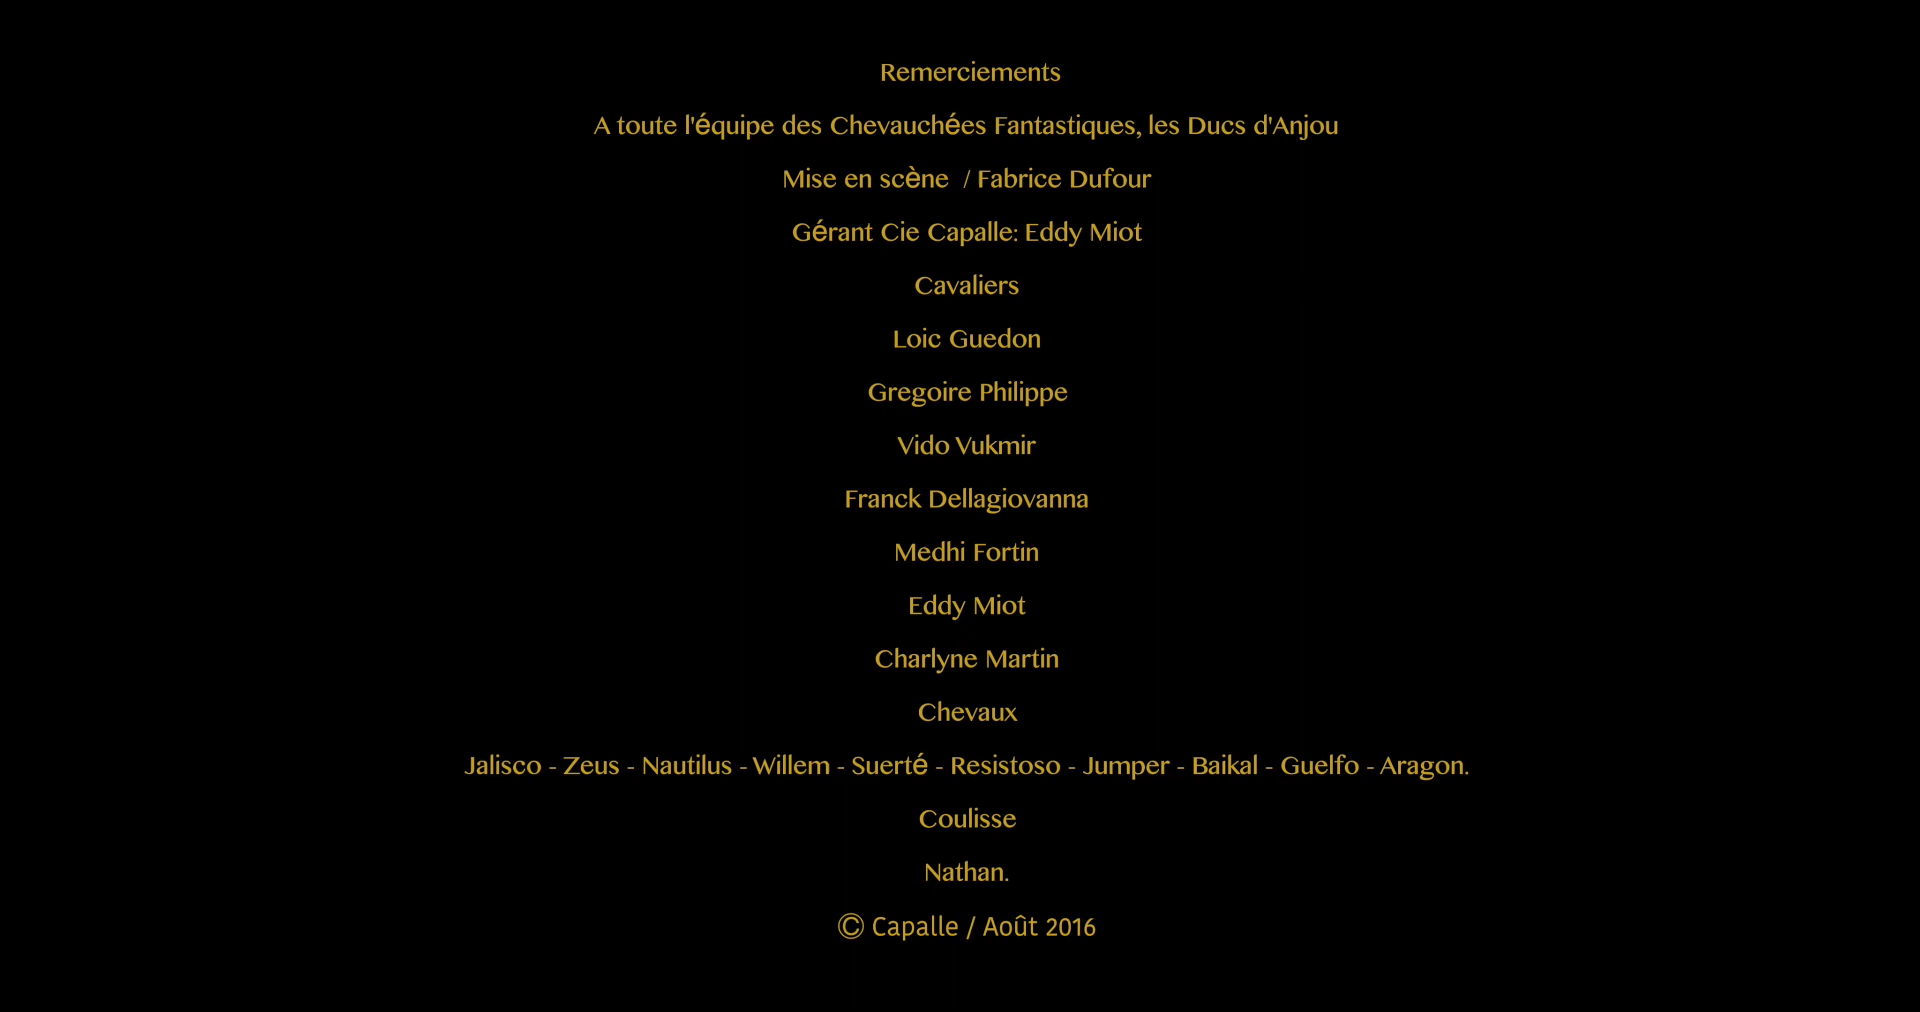 Remerciements
A toute l'équipe des Chevauchées Fantastiques, les Ducs d'Anjou
Mise en scène  / Fabrice Dufour
Gérant Cie Capalle: Eddy Miot
Cavaliers
Loic Guedon
Gregoire Philippe
Vido Vukmir
Franck Dellagiovanna
Medhi Fortin
Eddy Miot
Charlyne Martin
Chevaux
Jalisco - Zeus - Nautilus - Willem - Suerté - Resistoso - Jumper - Baikal - Guelfo - Aragon.
Coulisse
Nathan.
© Capalle / Août 2016